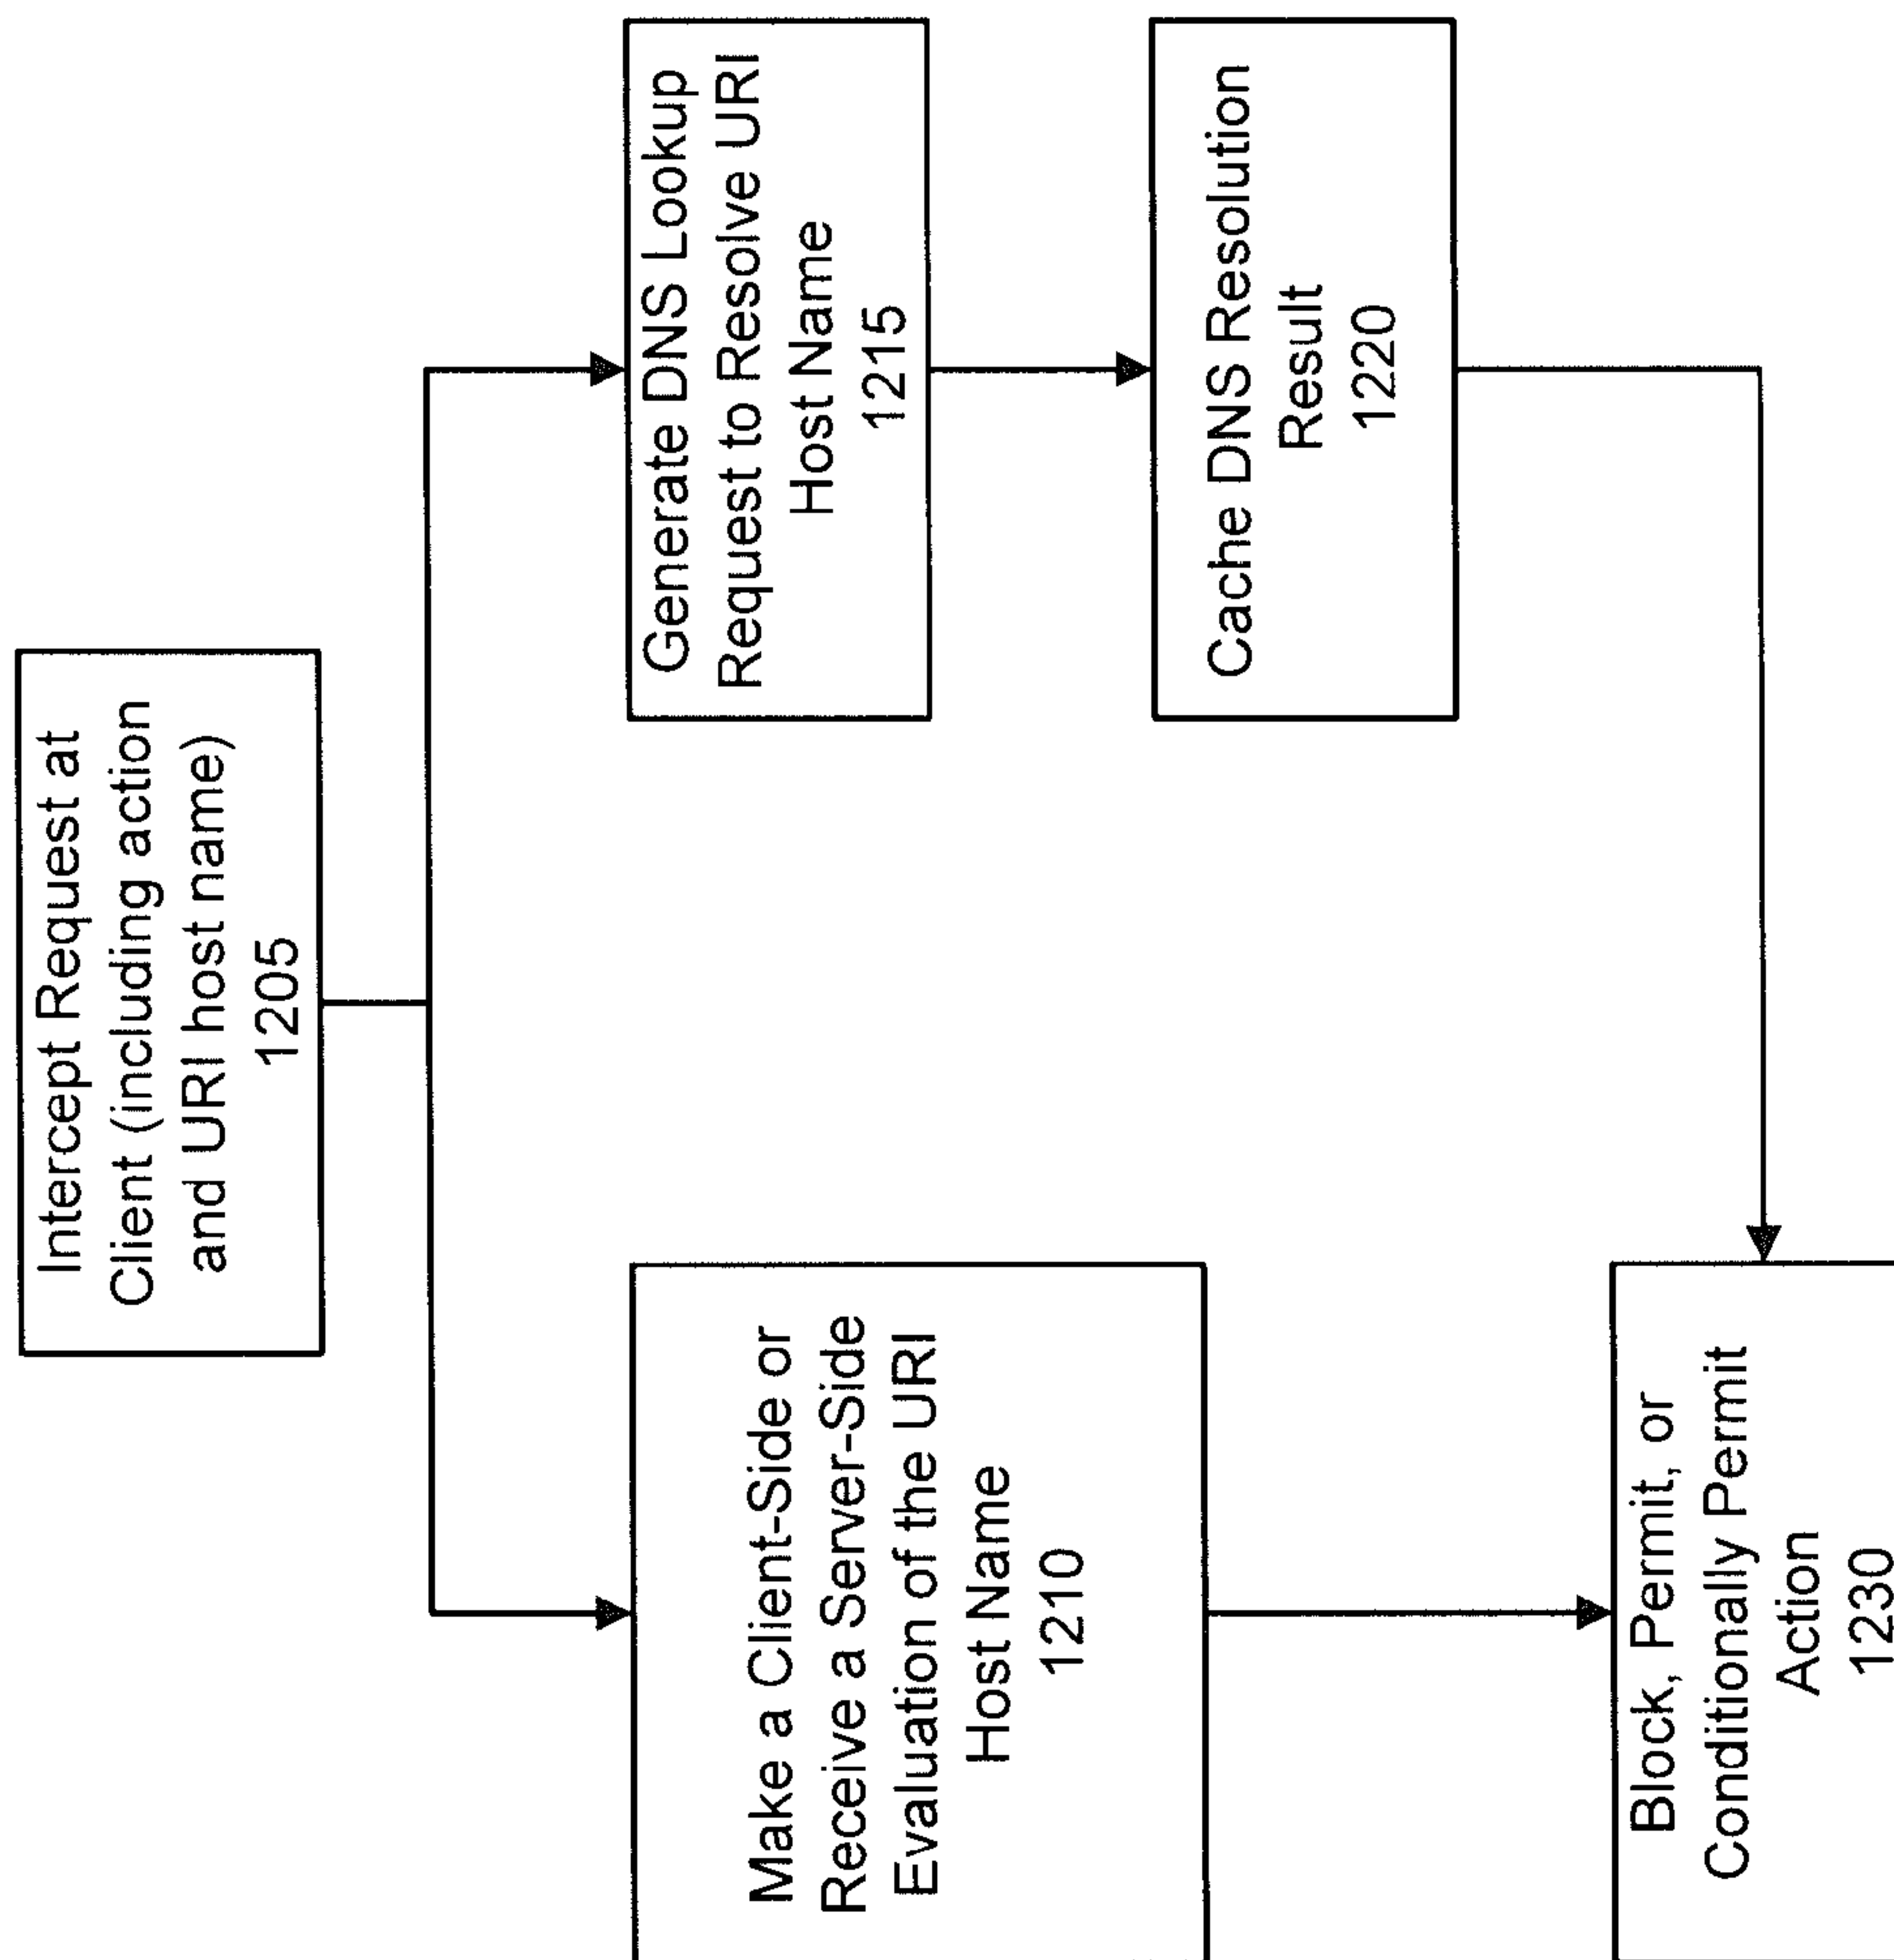 Intercept Request at
Client (including action
and URI host name)
1205
Make a Client-Side or
Receive a Server-Side
Evaluation of the URI
Host Name
1210
Generate DNS Lookup
Request to Resolve URI
Host Name
1215
Cache DNS Resolution
Result
1220
Block, Permit, or
Conditionally Permit
Action
1230